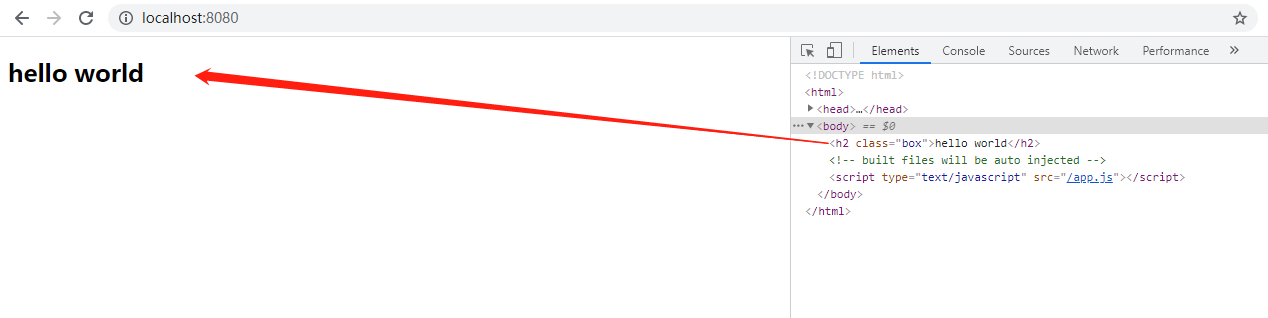 localhost:8080
hello world
Elements Console Sources Network Performance »
<!DOCTYPE html>
<html>
<head>…</head>
<body> == $0
<h2 class="box">hello world</h2>
<!-- built files will be auto injected -->
<script type="text/javascript" src="/app.js"></script>
</body>
</html>